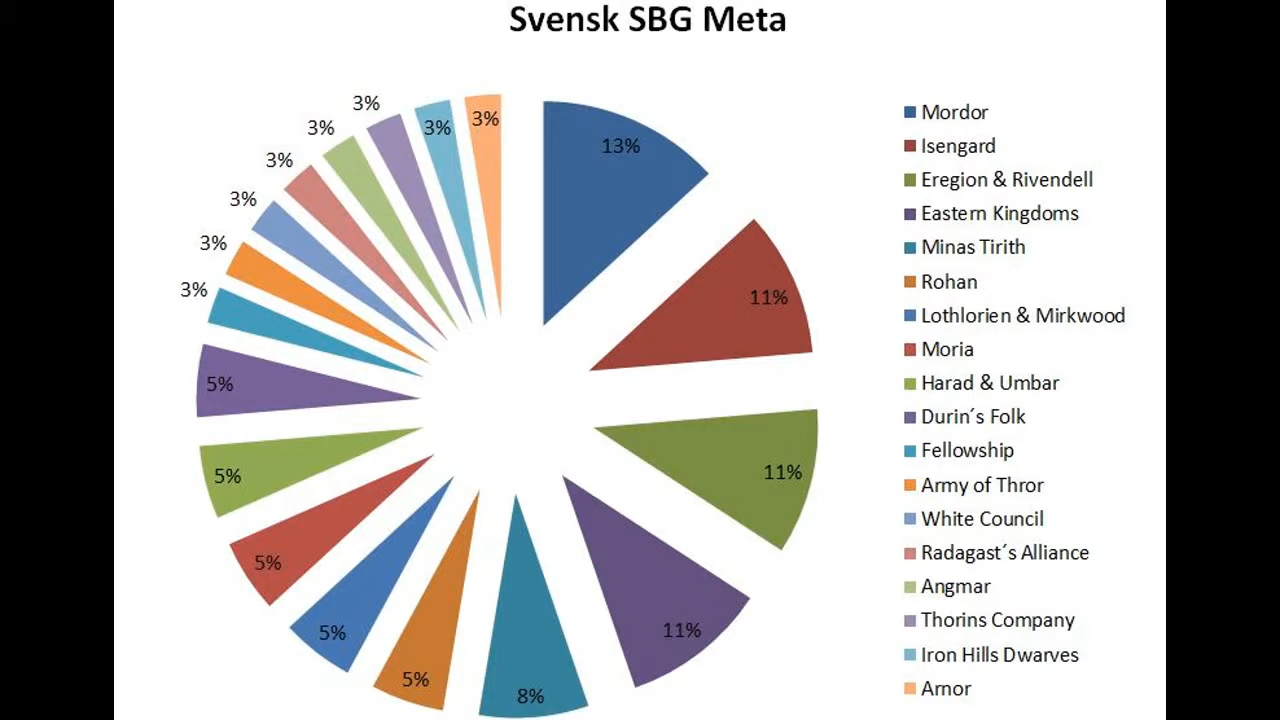 Svensk SBG Meta
13%
11%
11%
11%
8%
5%
5%
5%
5%
5%
3%
3%
3%
3%
3%
3%
3%
3%
Mordor
Isengard
Eregion & Rivendell
Eastern Kingdoms
Minas Tirith
Rohan
Lothlorien & Mirkwood
Moria
Harad & Umbar
Durin´s Folk
Fellowship
Army of Thror
White Council
Radagast´s Alliance
Angmar
Thorins Company
Iron Hills Dwarves
Arnor